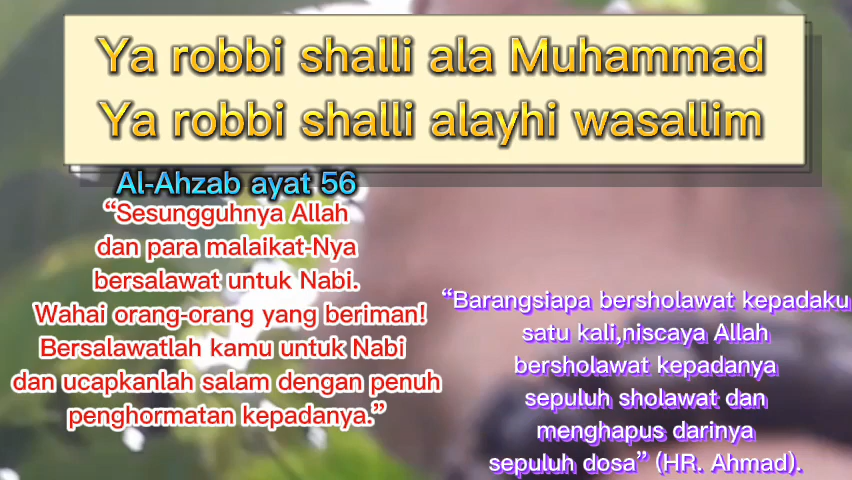 Ya robbi shalli ala Muhammad
Ya robbi shalli alayhi wasallim
Al-Ahzab ayat 56
“Sesungguhnya Allah
dan para malaikat-Nya
bersalawat untuk Nabi.
Wahai orang-orang yang beriman!
Bersalawatlah kamu untuk Nabi
dan ucapkanlah salam dengan penuh
penghormatan kepadanya.”
“Barangsiapa bersholawat kepadaku
satu kali,niscaya Allah
bersholawat kepadanya
sepuluh sholawat dan
menghapus darinya
sepuluh dosa” (HR. Ahmad).